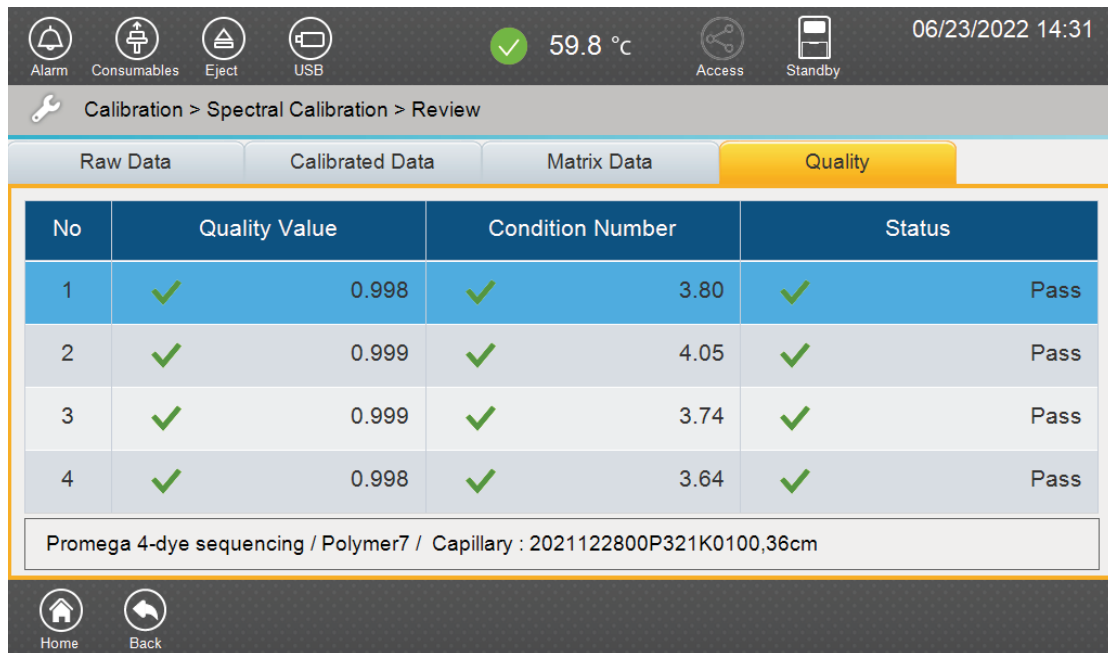 59.8 °C
06/23/2022 14:31
Alarm Consumables Eject USB Access Standby
Calibration > Spectral Calibration > Review
Raw Data Calibrated Data Matrix Data Quality
No Quality Value Condition Number Status
1 0.998 3.80 Pass
2 0.999 4.05 Pass
3 0.999 3.74 Pass
4 0.998 3.64 Pass
Promega 4-dye sequencing / Polymer7 / Capillary : 2021122800P321K0100,36cm
Home Back